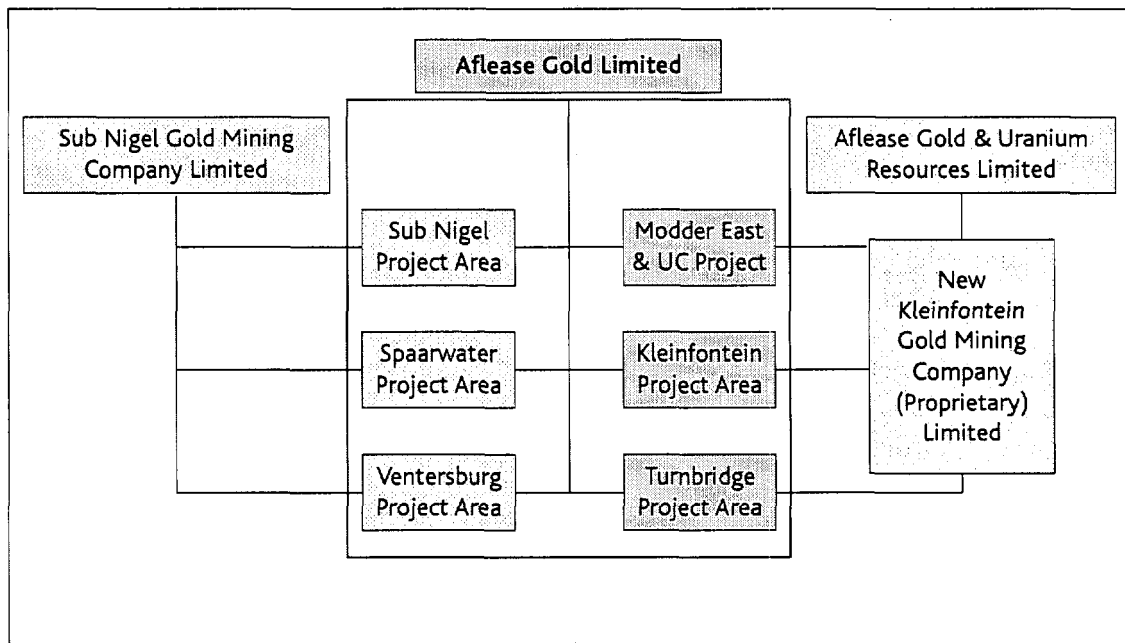 Aflease Gold Limited
Sub Nigel Gold Mining
Company Limited
Aflease Gold & Uranium
Resources Limited
Sub Nigel
Project Area
Modder East
& UC Project
New
Kleinfontein
Gold Mining
Company
(Proprietary)
Limited
Spaarwater
Project Area
Kleinfontein
Project Area
Ventersburg
Project Area
Turnbridge
Project Area